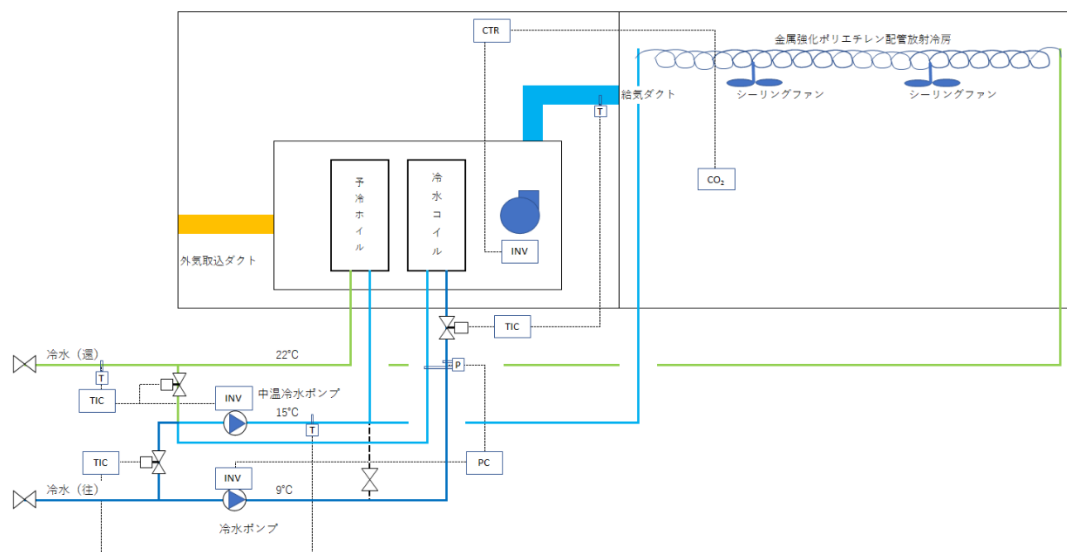 CTR
金属強化ポリエチレン配管放射冷房
給気ダクト
T
シーリングファン
シーリングファン
CO₂
予冷ホイル
冷水コイル
INV
外気取込ダクト
TIC
冷水（還）
22℃
P
T
TIC
INV
中温冷水ポンプ
15℃
T
TIC
INV
PC
冷水（往）
9℃
冷水ポンプ